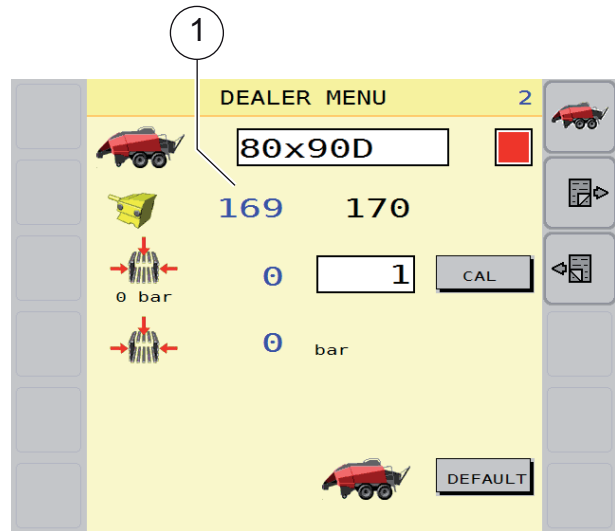 1
DEALER MENU 2
80x90D
169 170
0 bar
0 1 CAL
0 bar
DEFAULT